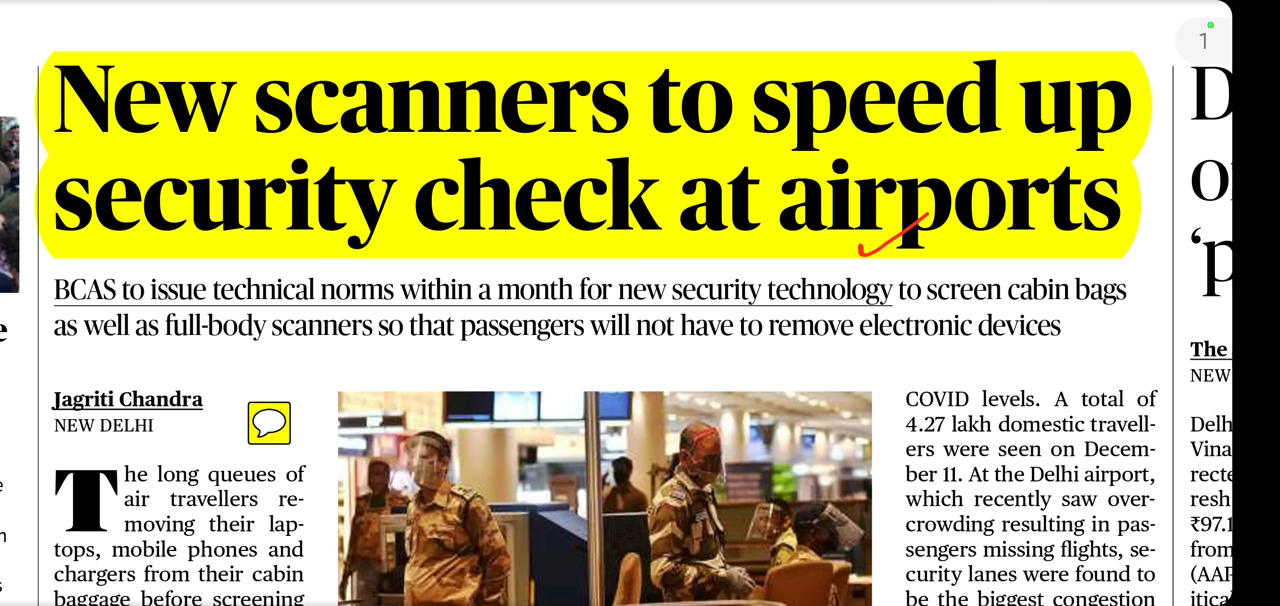 1
New scanners to speed up
security check at airports
BCAS to issue technical norms within a month for new security technology to screen cabin bags
as well as full-body scanners so that passengers will not have to remove electronic devices
Jagriti Chandra
NEW DELHI
The long queues of
air travellers re-
moving their lap-
tops, mobile phones and
chargers from their cabin
baggage before screening
COVID levels. A total of
4.27 lakh domestic travell-
ers were seen on Decem-
ber 11. At the Delhi airport,
which recently saw over-
crowding resulting in pas-
sengers missing flights, se-
curity lanes were found to
be the biggest congestion
The
NEW
Delh
Vina
recte
resh
₹97.1
from
(AAP
itica